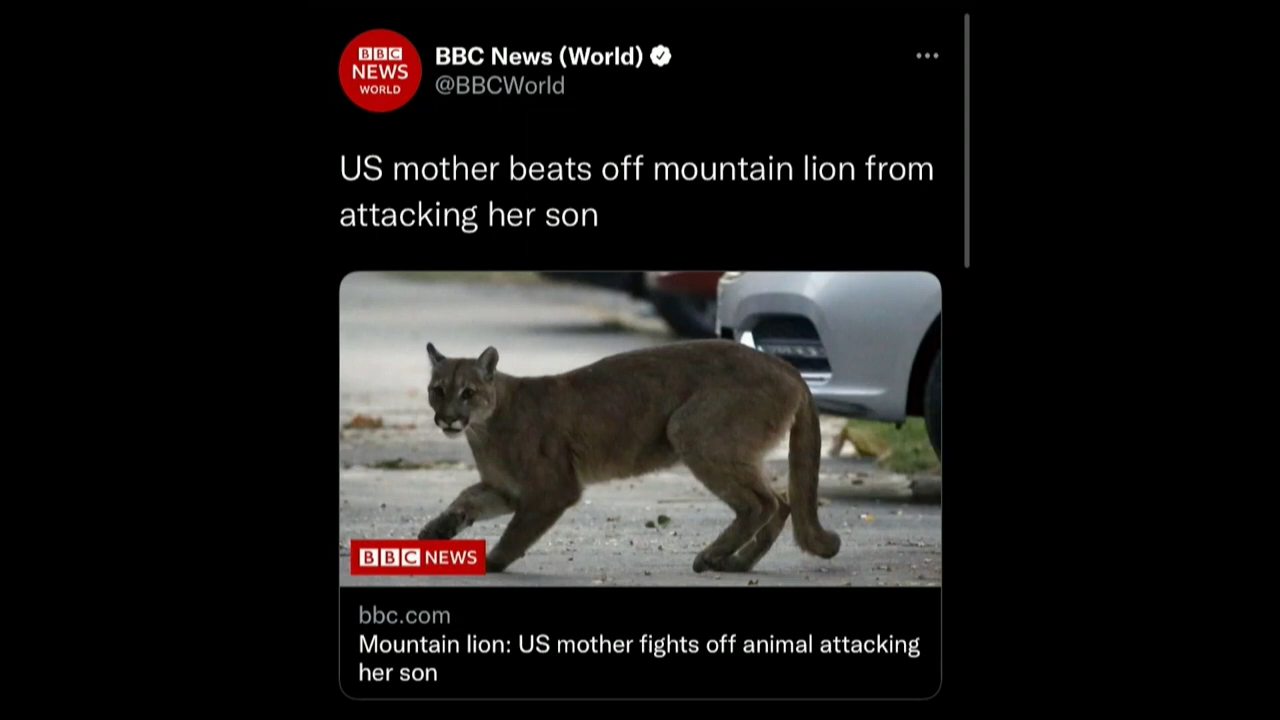 BBC
NEWS
WORLD
BBC News (World)
@BBCWorld
US mother beats off mountain lion from
attacking her son
BBC NEWS
bbc.com
Mountain lion: US mother fights off animal attacking
her son